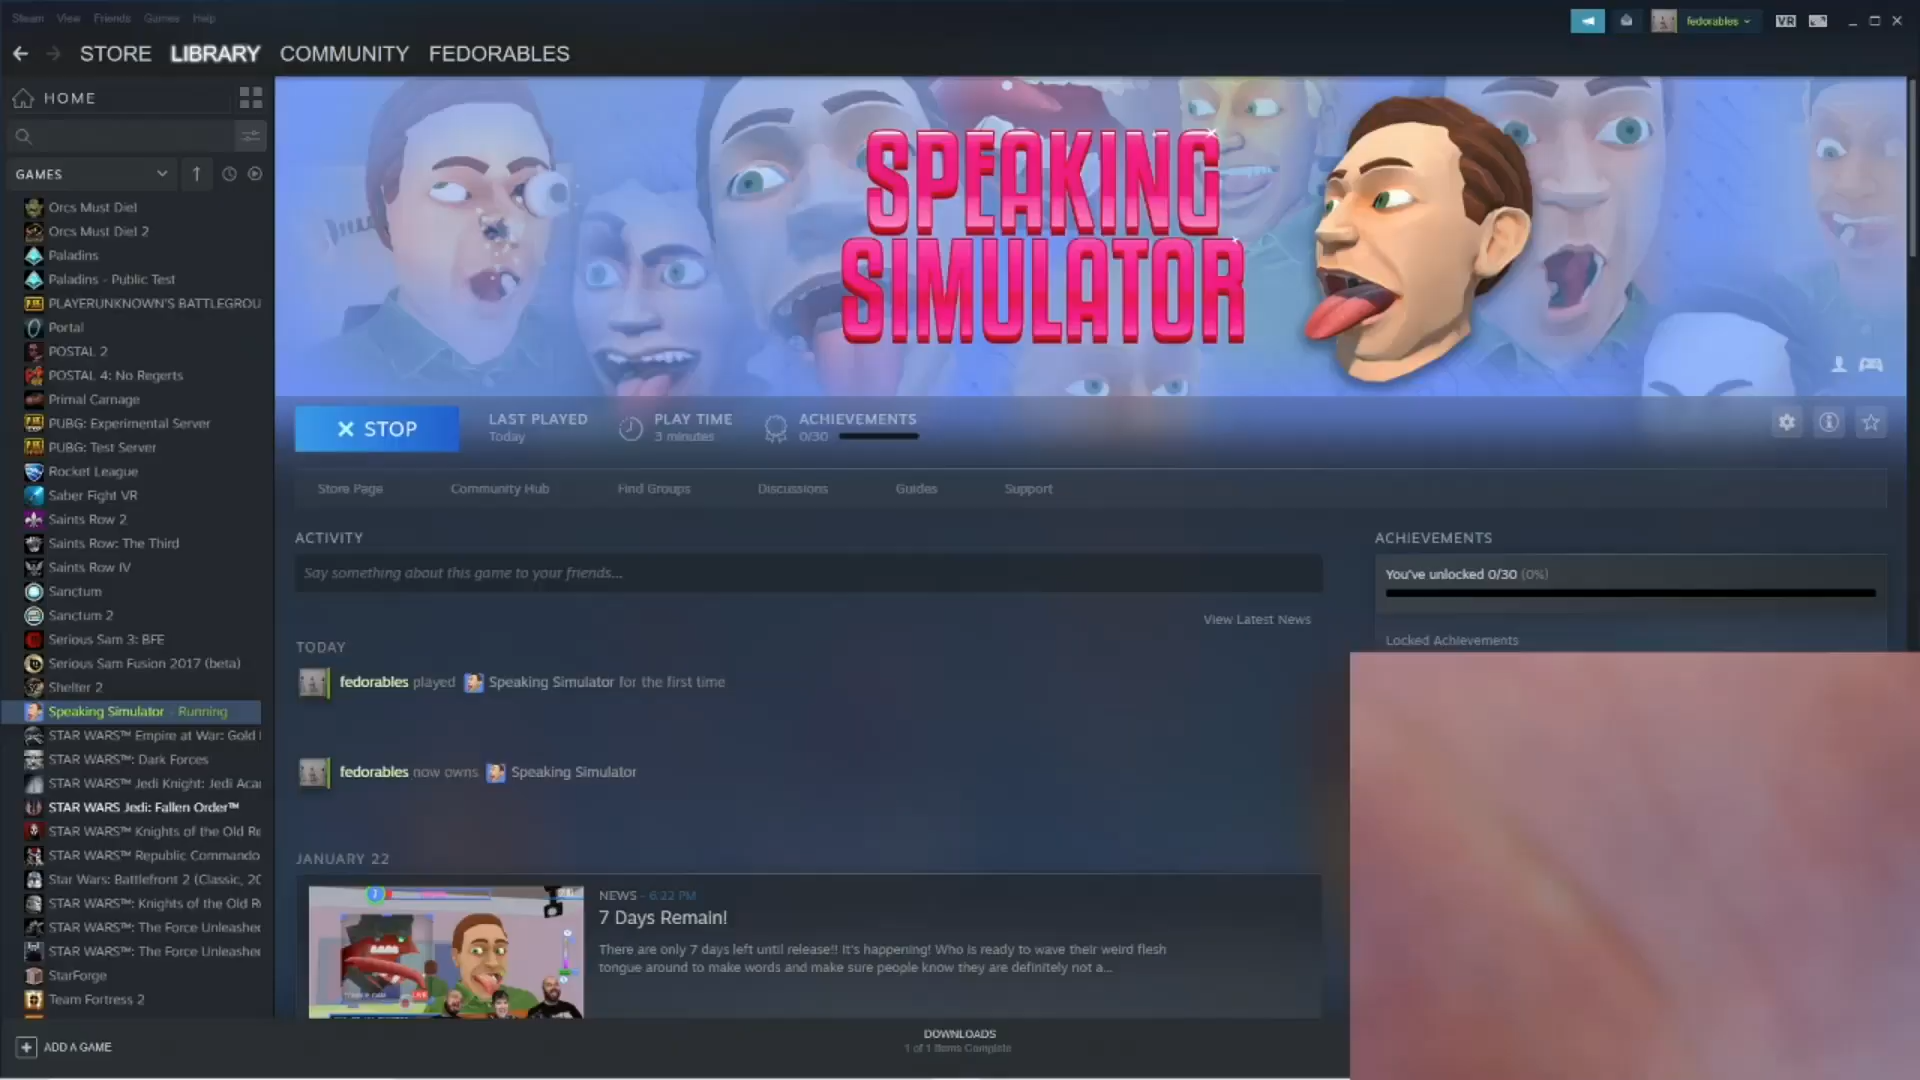 Steam View Friends Games Help
fedorables
VR
STORE LIBRARY COMMUNITY FEDORABLES
HOME
GAMES
Orcs Must Die!
Orcs Must Die! 2
Paladins
Paladins - Public Test
PLAYERUNKNOWN'S BATTLEGROU
Portal
POSTAL 2
POSTAL 4: No Regerts
Primal Carnage
PUBG: Experimental Server
PUBG: Test Server
Rocket League
Saber Fight VR
Saints Row 2
Saints Row: The Third
Saints Row IV
Sanctum
Sanctum 2
Serious Sam 3: BFE
Serious Sam Fusion 2017 (beta)
Shelter 2
Speaking Simulator - Running
STAR WARS™ Empire at War: Gold
STAR WARS™: Dark Forces
STAR WARS™ Jedi Knight: Jedi Aca
STAR WARS Jedi: Fallen Order™
STAR WARS™ Knights of the Old Re
STAR WARS™ Republic Commando
Star Wars: Battlefront 2 (Classic, 20
STAR WARS™: Knights of the Old R
STAR WARS™: The Force Unleashed
STAR WARS™: The Force Unleashed
StarForge
Team Fortress 2
ADD A GAME
SPEAKING
SIMULATOR
STOP
LAST PLAYED
Today
PLAY TIME
3 minutes
ACHIEVEMENTS
0/30
Store Page Community Hub Find Groups Discussions Guides Support
ACTIVITY
Say something about this game to your friends...
View Latest News
TODAY
fedorables played Speaking Simulator for the first time
fedorables now owns Speaking Simulator
JANUARY 22
NEWS - 6:22 PM
7 Days Remain!
There are only 7 days left until release!! It's happening! Who is ready to wave their weird flesh
tongue around to make words and make sure people know they are definitely not a...
ACHIEVEMENTS
You've unlocked 0/30 (0%)
Locked Achievements
DOWNLOADS
1 of 1 Items Complete